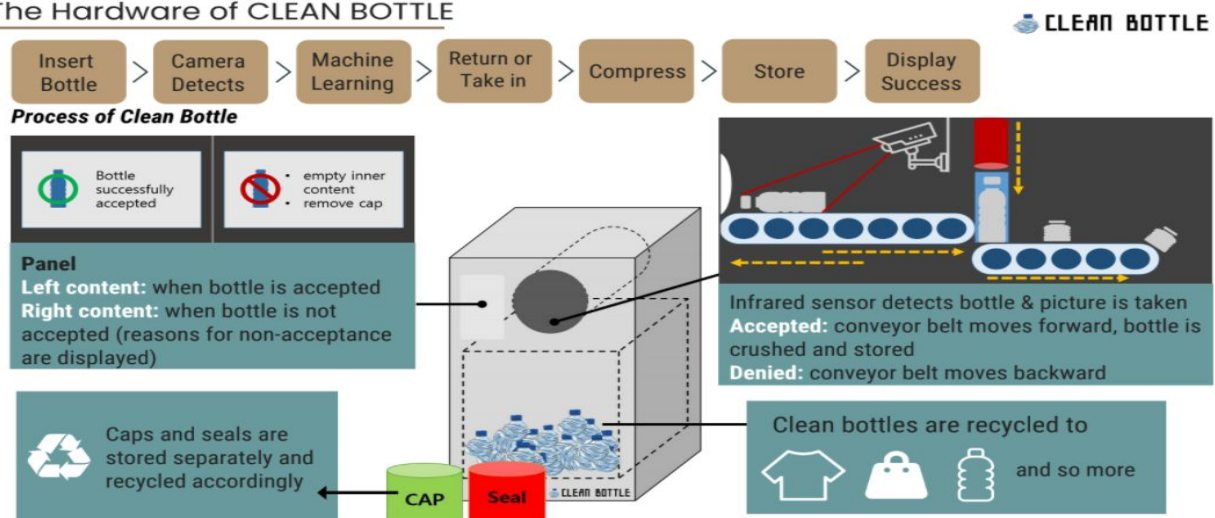 The Hardware of CLEAN BOTTLE
CLEAN BOTTLE
Insert
Bottle
>
Camera
Detects
>
Machine
Learning
>
Return or
Take in
>
Compress
>
Store
>
Display
Success
Process of Clean Bottle
Bottle
successfully
accepted
• empty inner
content
• remove cap
Panel
Left content: when bottle is accepted
Right content: when bottle is not
accepted (reasons for non-acceptance
are displayed)
Infrared sensor detects bottle & picture is taken
Accepted: conveyor belt moves forward, bottle is
crushed and stored
Denied: conveyor belt moves backward
Caps and seals are
stored separately and
recycled accordingly
CAP
Seal
CLEAN BOTTLE
Clean bottles are recycled to
and so more